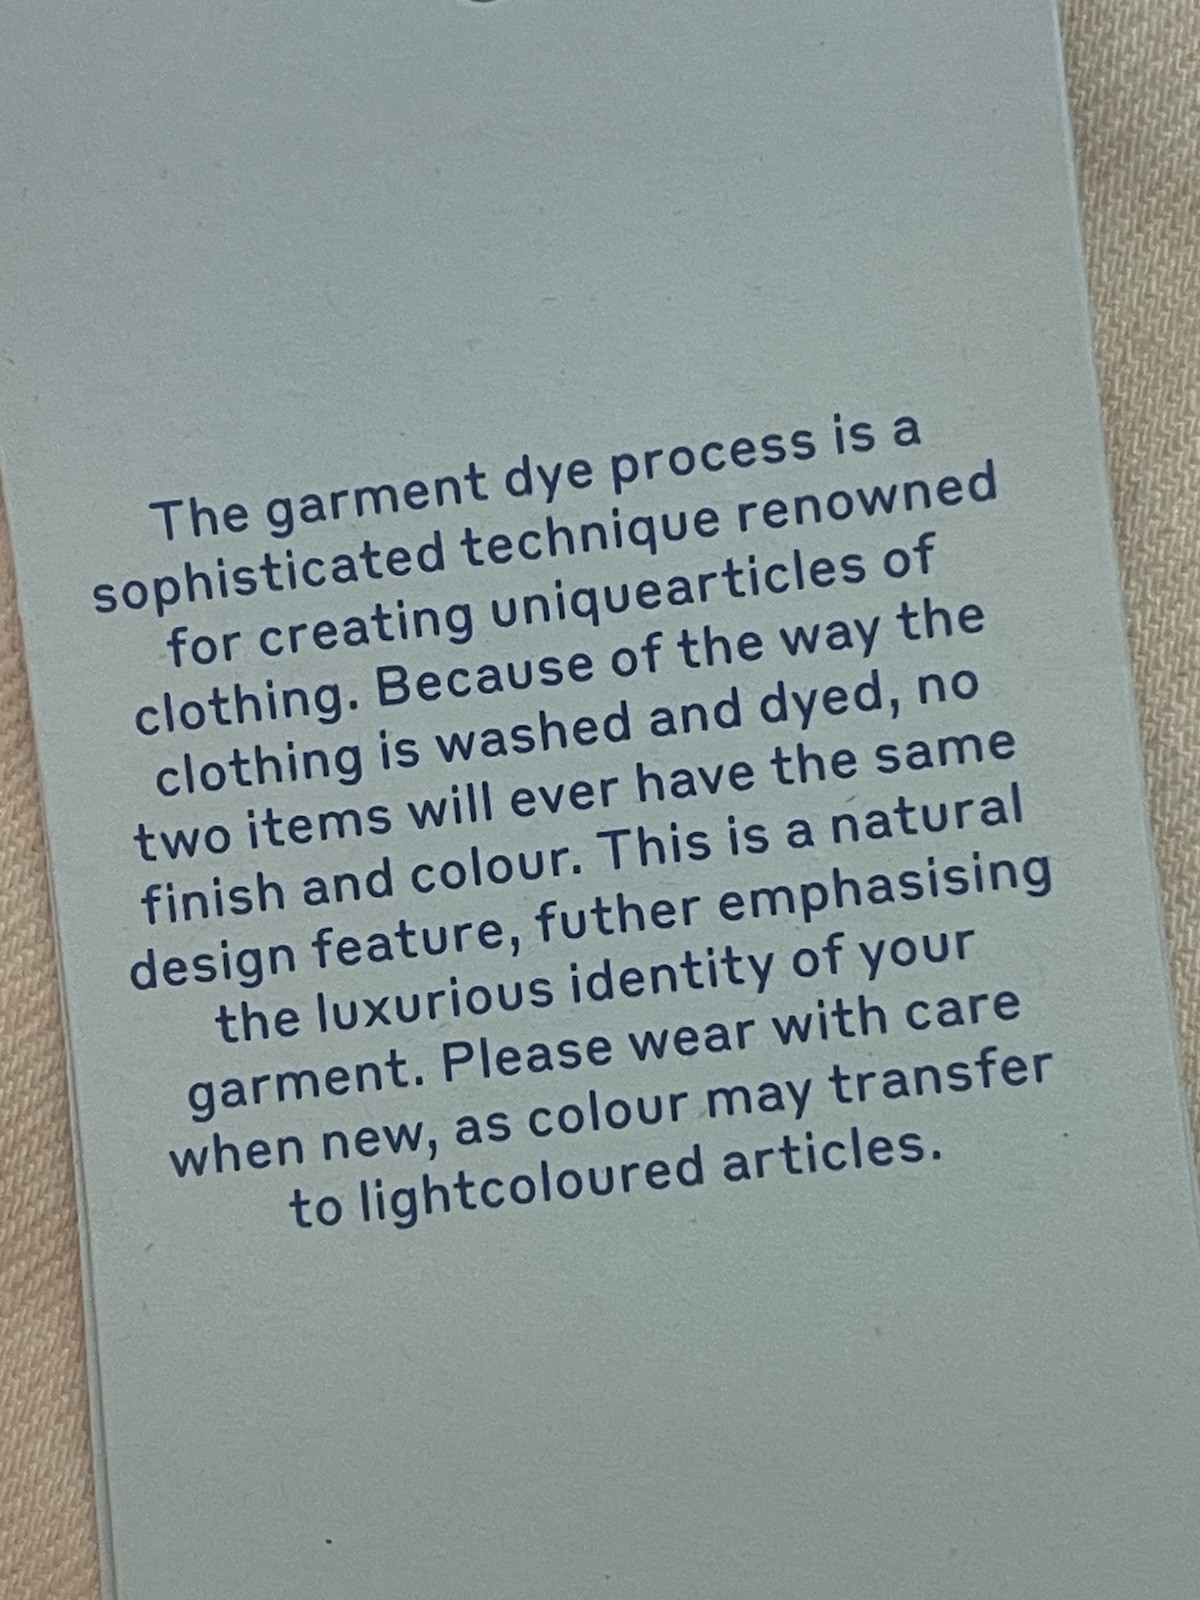 The garment dye process is a
sophisticated technique renowned
for creating uniquearticles of
clothing. Because of the way the
clothing is washed and dyed, no
two items will ever have the same
finish and colour. This is a natural
design feature, futher emphasising
the luxurious identity of your
garment. Please wear with care
when new, as colour may transfer
to lightcoloured articles.